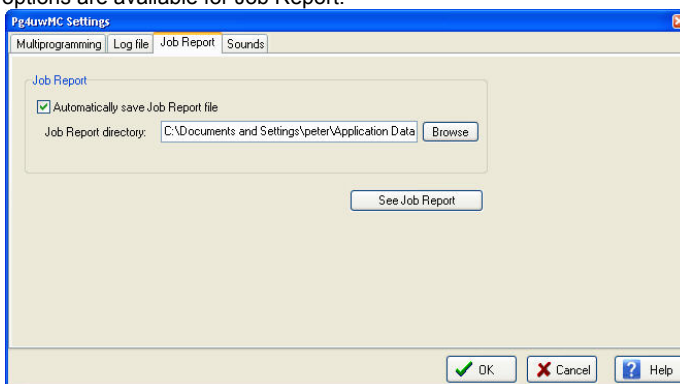 options are available for Job Report:
Pg4uwMC Settings
Multiprogramming Log file Job Report Sounds
Job Report
Automatically save Job Report file
Job Report directory: C:\Documents and Settings\peter\Application Data Browse
See Job Report
OK Cancel Help